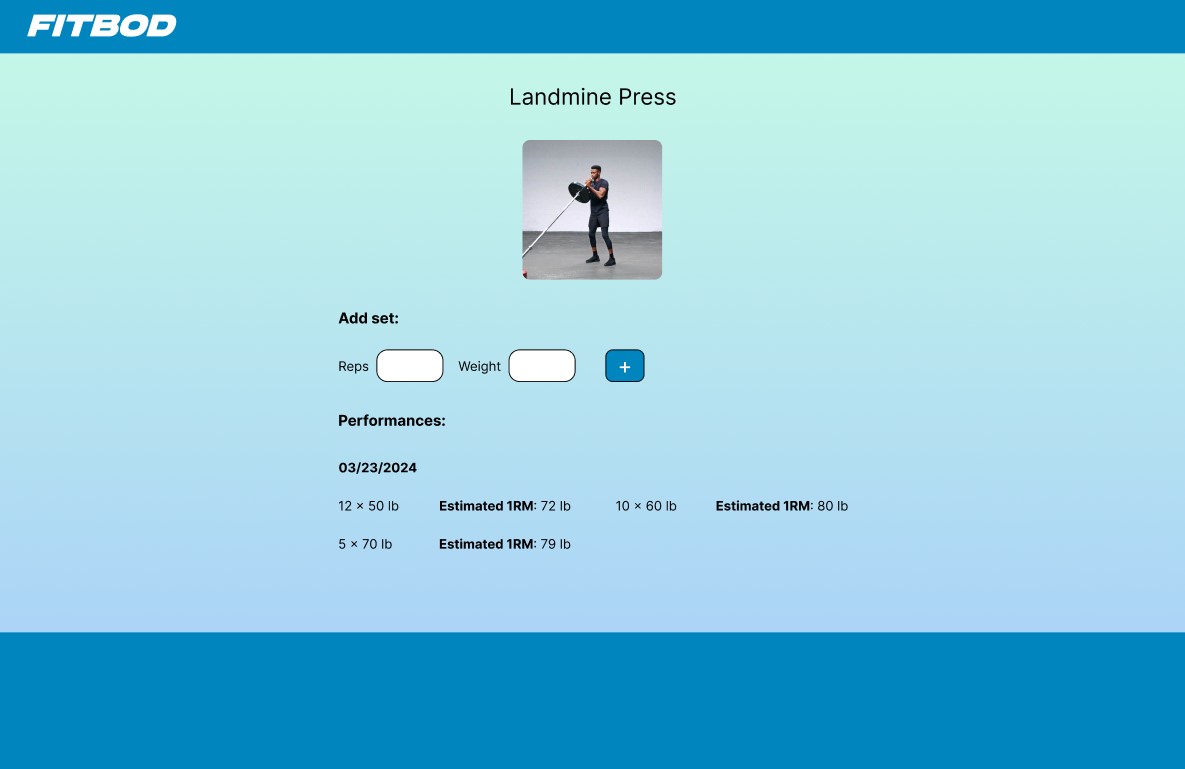 FITBOD
Landmine Press
Add set:
Reps Weight +
Performances:
03/23/2024
12 × 50 lb Estimated 1RM: 72 lb 10 × 60 lb Estimated 1RM: 80 lb
5 × 70 lb Estimated 1RM: 79 lb